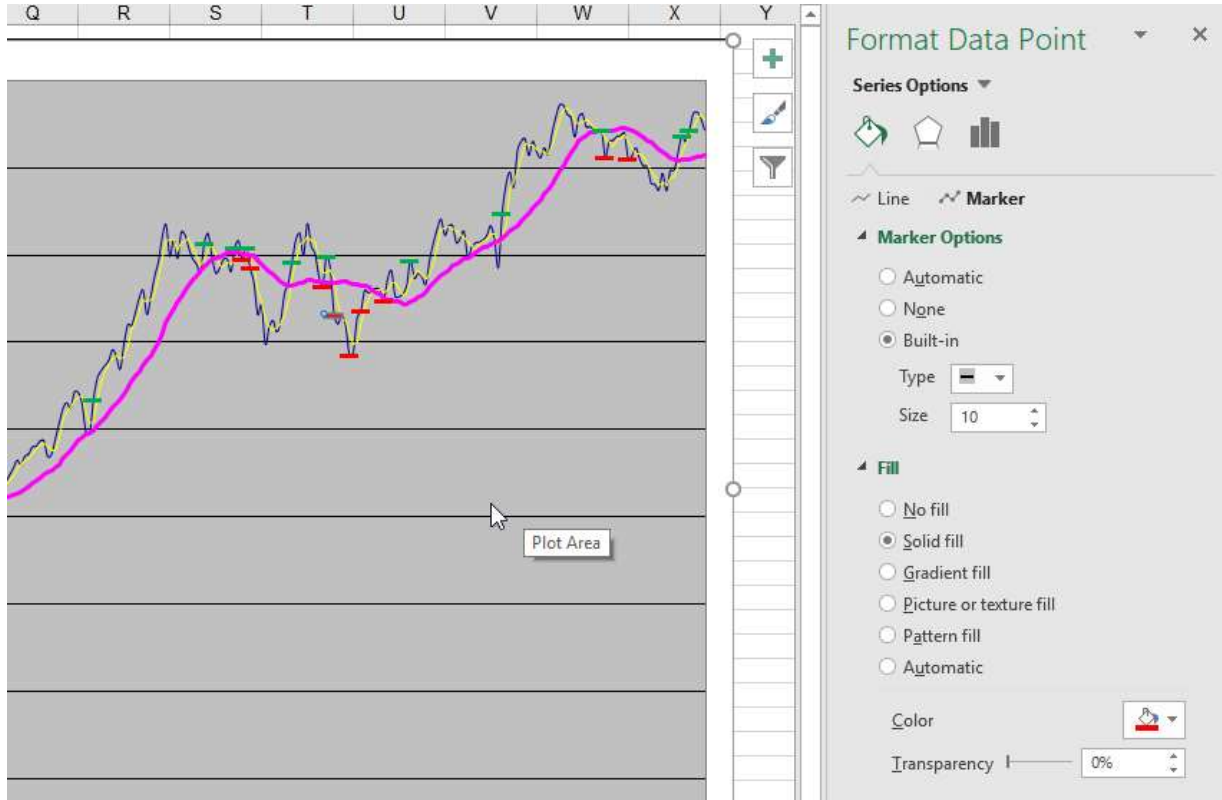 Q R S T U V W X Y
Plot Area
Format Data Point
Series Options
Line Marker
Marker Options
Automatic
None
Built-in
Type
Size 10
Fill
No fill
Solid fill
Gradient fill
Picture or texture fill
Pattern fill
Automatic
Color
Transparency 0%